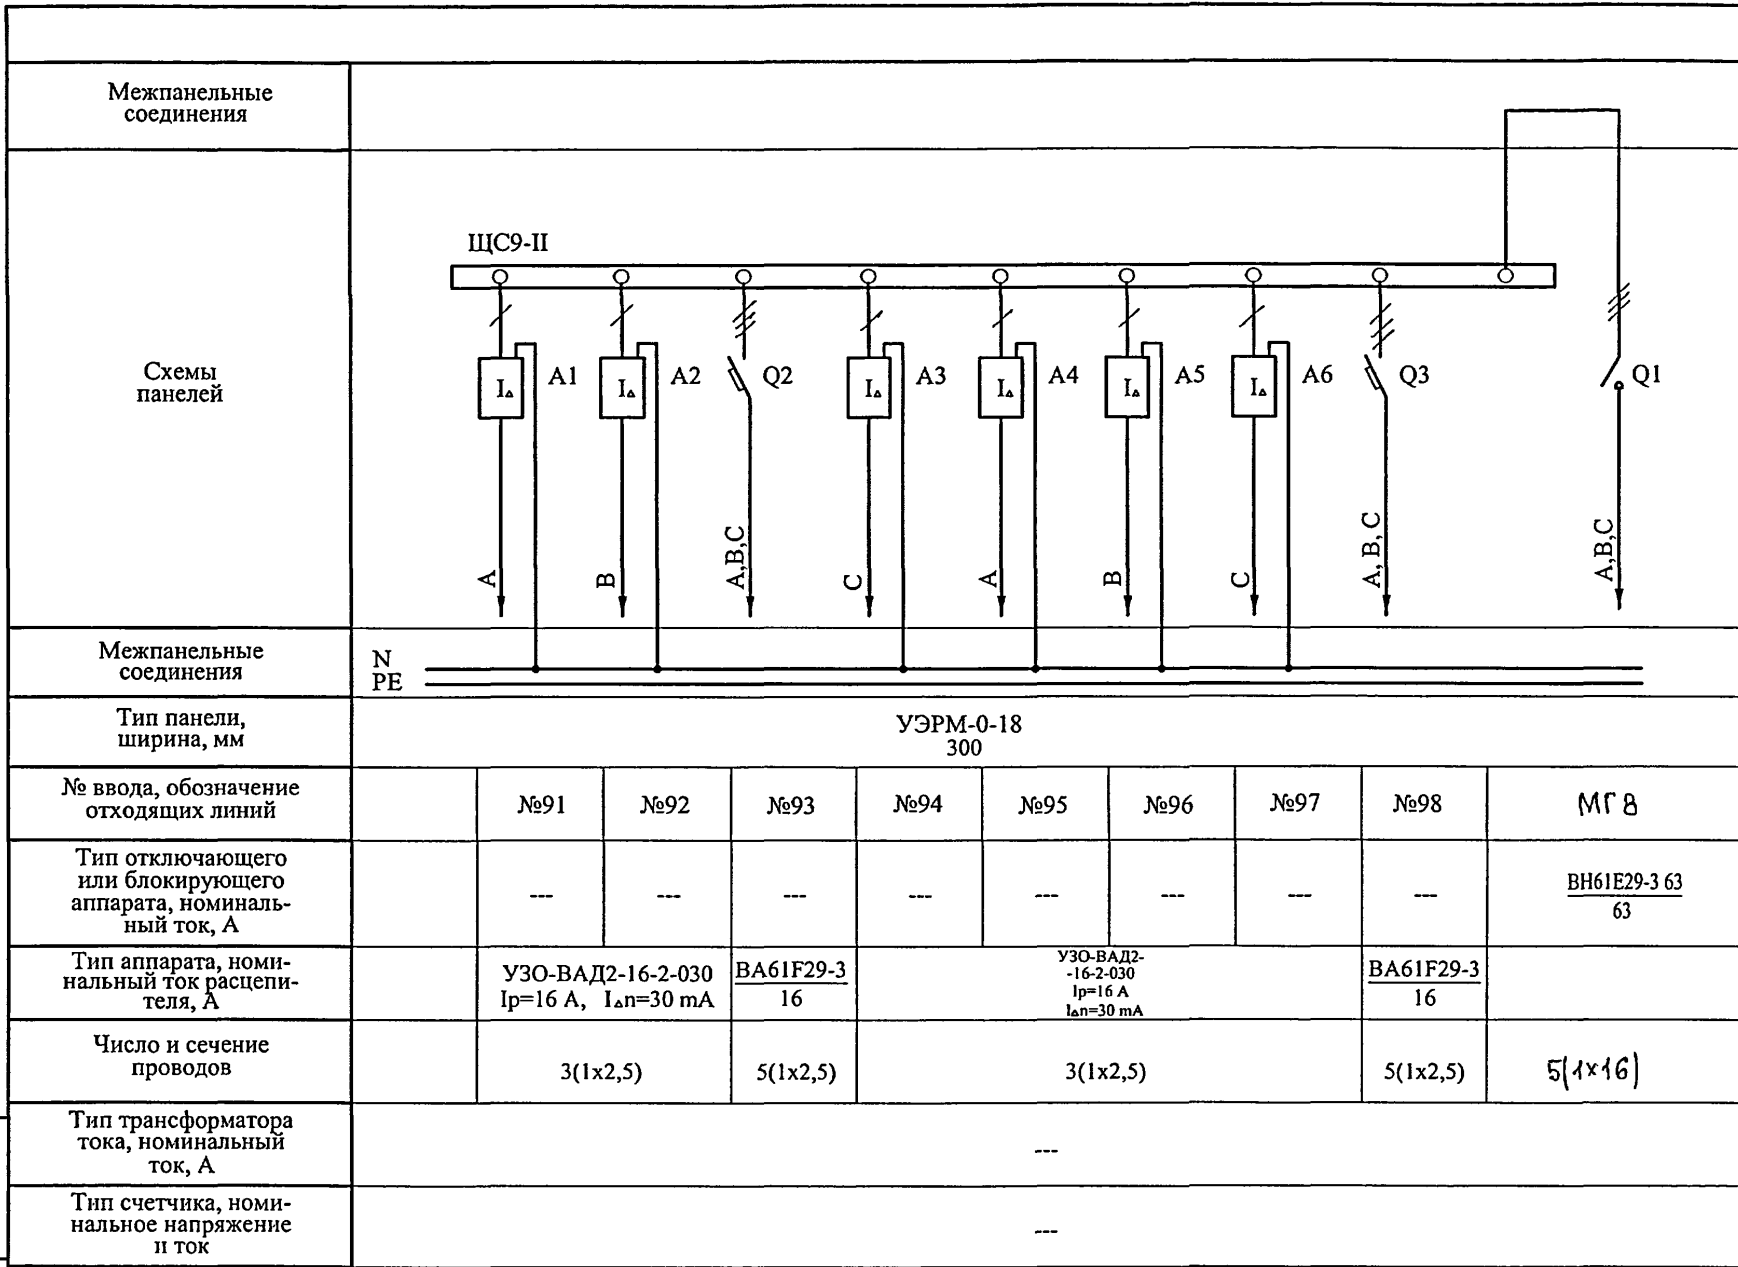 Межпанельные
соединения
Схемы
панелей
ЩС9-II
I△ A1
I△ A2
Q2
I△ A3
I△ A4
I△ A5
I△ A6
Q3
Q1
A
B
A,B,C
C
A
B
C
A, B, C
A,B,C
Межпанельные
соединения
N
PE
Тип панели,
ширина, мм
УЭРМ-0-18
300
№ ввода, обозначение
отходящих линий
№91 №92 №93 №94 №95 №96 №97 №98 МГ8
Тип отключающего
или блокирующего
аппарата, номиналь-
ный ток, А
--- --- --- --- --- --- --- ---
ВН61Е29-3 63
63
Тип аппарата, номи-
нальный ток расцепи-
теля, А
УЗО-ВАД2-16-2-030
Iр=16 А, I△n=30 mA
ВА61F29-3
16
УЗО-ВАД2-
-16-2-030
Iр=16 А
I△n=30 mA
ВА61F29-3
16
Число и сечение
проводов
3(1х2,5) 5(1х2,5) 3(1х2,5) 5(1х2,5) 5(1×16)
Тип трансформатора
тока, номинальный
ток, А
---
Тип счетчика, номи-
нальное напряжение
и ток
---